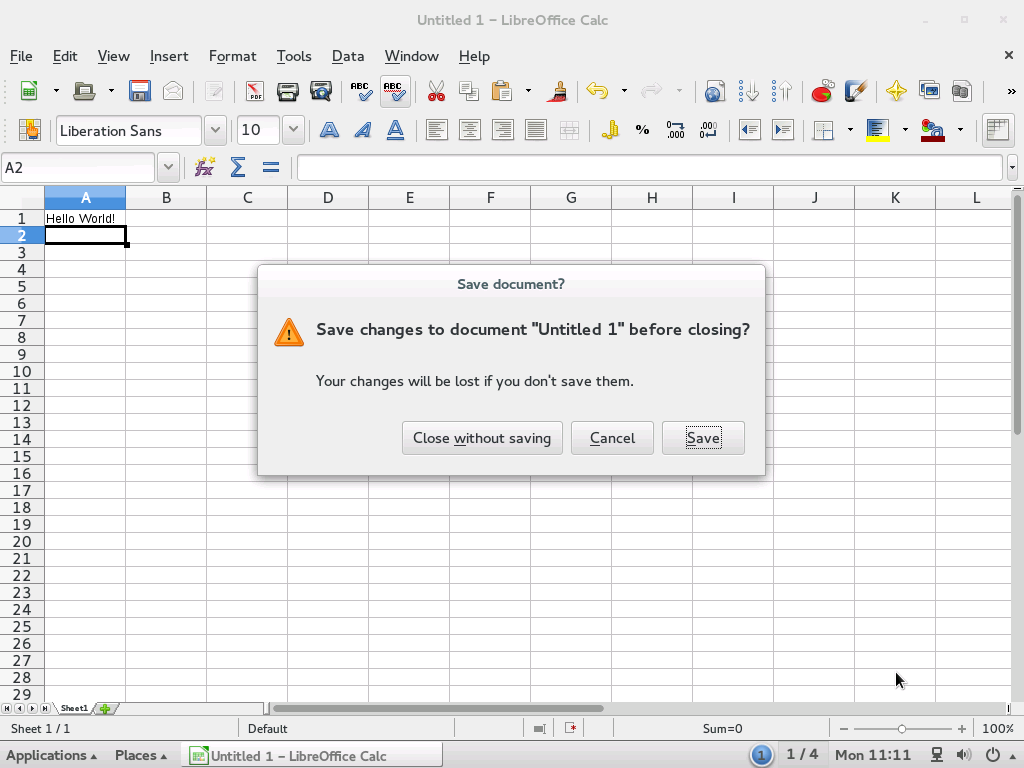 Untitled 1 – LibreOffice Calc
File Edit View Insert Format Tools Data Window Help
Liberation Sans 10
A2
A B C D E F G H I J K L
1 Hello World!
2
3
4
5
6
7
8
9
10
11
12
13
14
15
16
17
18
19
20
21
22
23
24
25
26
27
28
29
Save document?
Save changes to document "Untitled 1" before closing?
Your changes will be lost if you don't save them.
Close without saving Cancel Save
Sheet1
Sheet 1 / 1 Default Sum=0 100%
Applications Places Untitled 1 – LibreOffice Calc 1 1 / 4 Mon 11:11